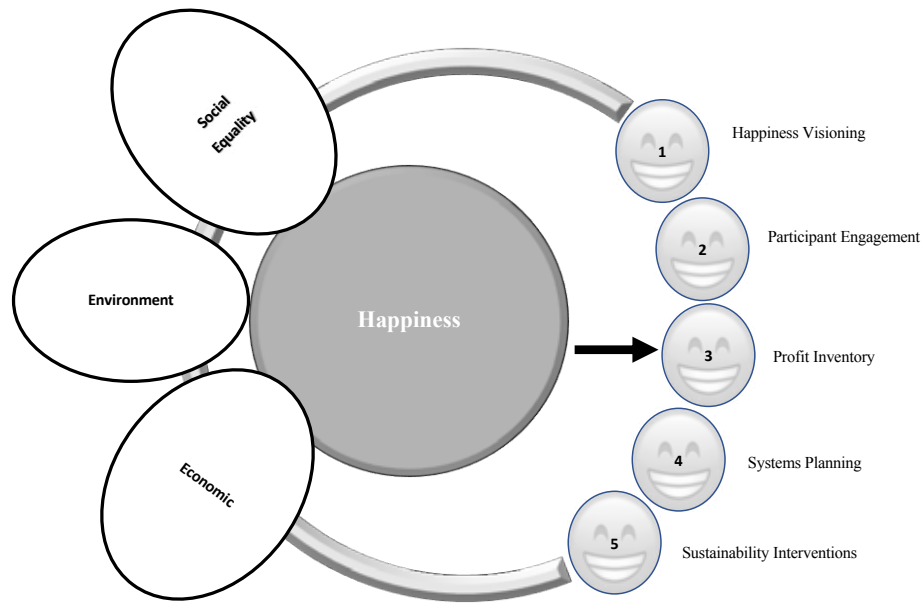 Social
Equality
Environment
Economic
Happiness
1
Happiness Visioning
2
Participant Engagement
3
Profit Inventory
4
Systems Planning
5
Sustainability Interventions